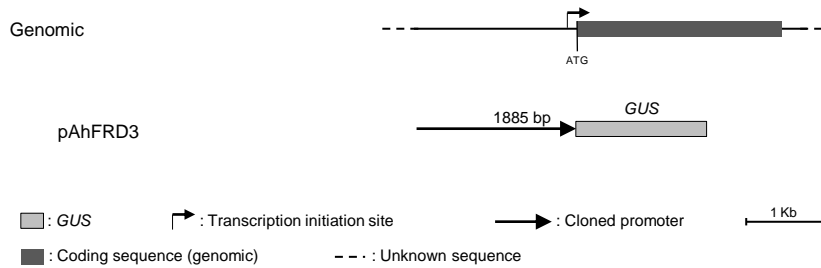 Genomic
ATG
GUS
1885 bp
pAhFRD3
: GUS
: Transcription initiation site
: Cloned promoter
1 Kb
: Coding sequence (genomic)
: Unknown sequence